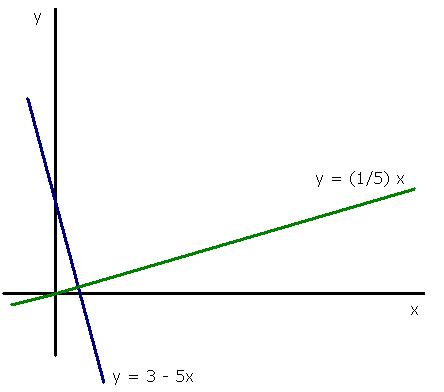 y
y = (1/5) x
x
y = 3 - 5x